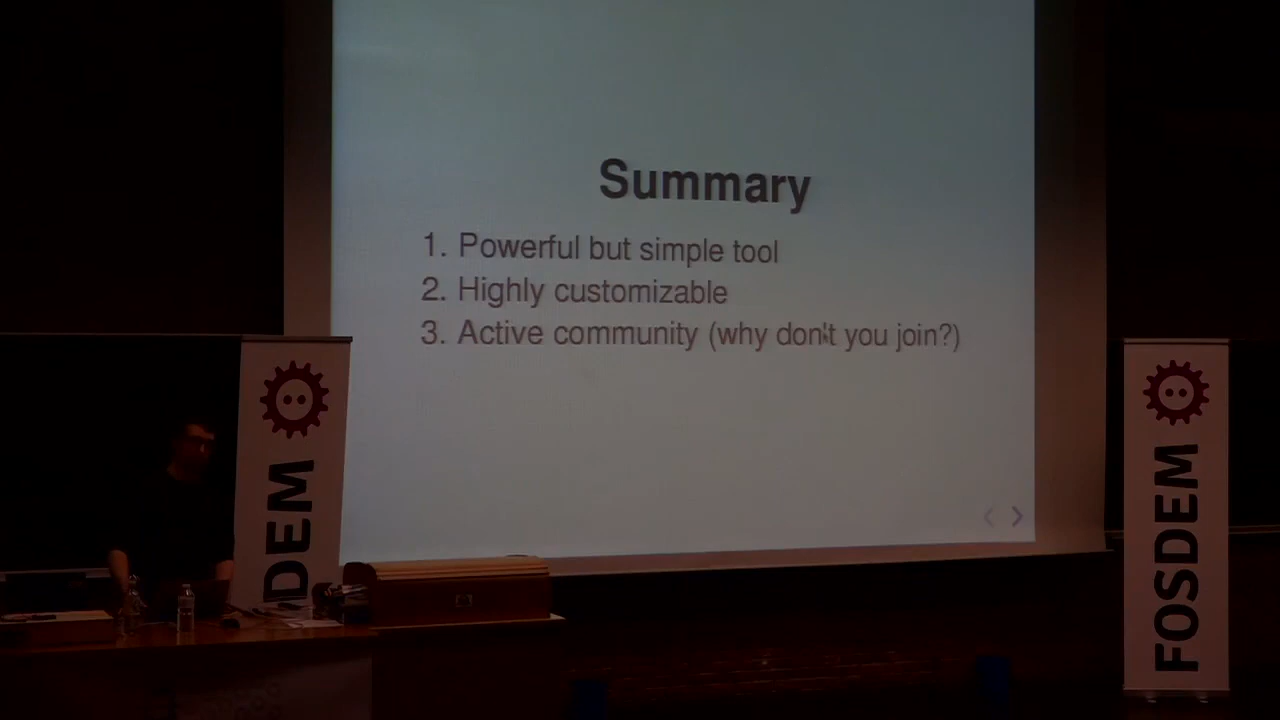 Summary
1. Powerful but simple tool
2. Highly customizable
3. Active community (why don't you join?)
DEM
FOSDEM